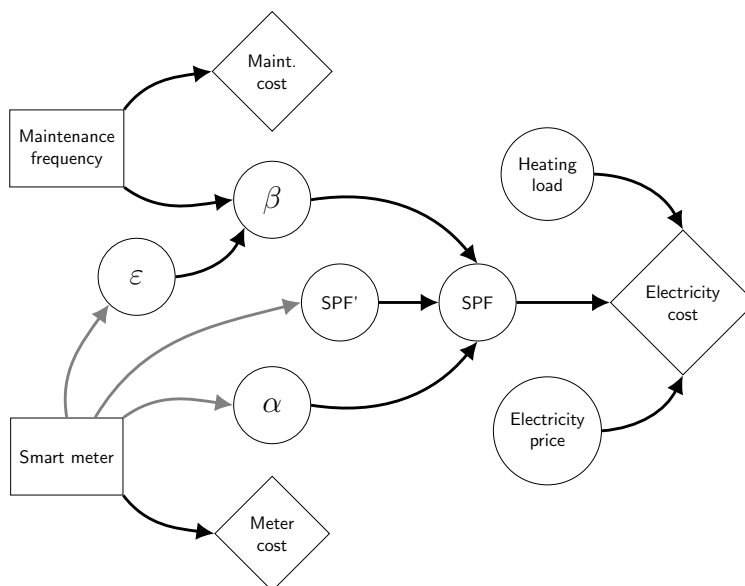 Maint.
cost
Maintenance
frequency
Heating
load
β
ε
SPF'
SPF
Electricity
cost
α
Electricity
price
Smart meter
Meter
cost